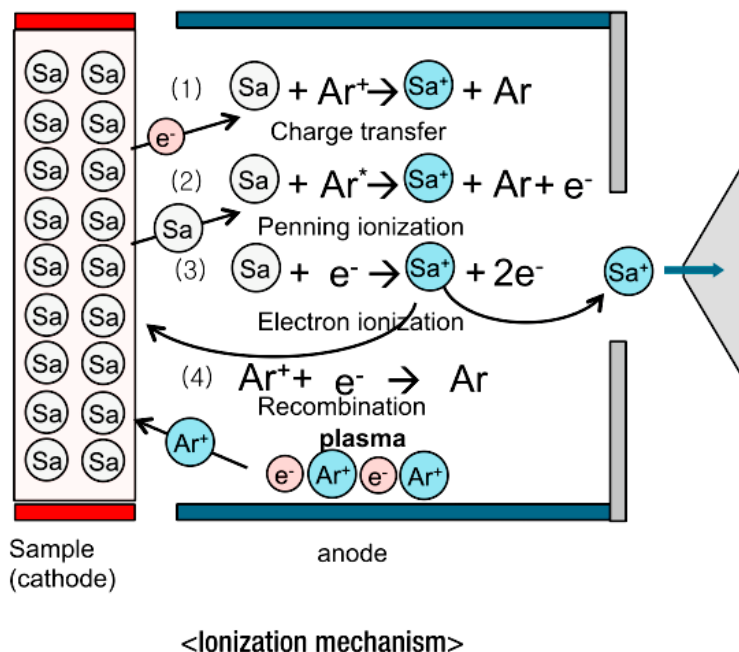 Sa Sa
Sa Sa
Sa Sa
Sa Sa
Sa Sa
Sa Sa
Sa Sa
Sa Sa
Sa Sa
(1) Sa + Ar⁺ → Sa⁺ + Ar
Charge transfer
e⁻
(2) Sa + Ar* → Sa⁺ + Ar + e⁻
Penning ionization
Sa
(3) Sa + e⁻ → Sa⁺ + 2e⁻
Sa⁺
Electron ionization
(4) Ar⁺ + e⁻ → Ar
Recombination
Ar⁺
plasma
e⁻ Ar⁺ e⁻ Ar⁺
Sample
(cathode)
anode
<Ionization mechanism>